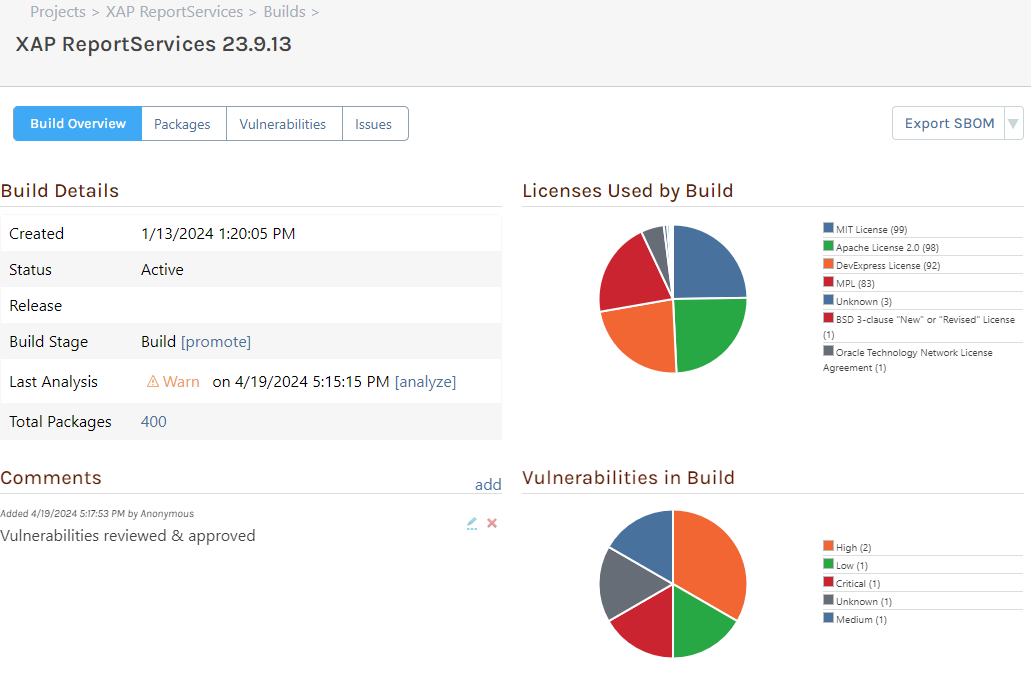 Projects > XAP ReportServices > Builds >
XAP ReportServices 23.9.13
Build Overview Packages Vulnerabilities Issues
Export SBOM
Build Details
Created 1/13/2024 1:20:05 PM
Status Active
Release
Build Stage Build [promote]
Last Analysis Warn on 4/19/2024 5:15:15 PM [analyze]
Total Packages 400
Licenses Used by Build
MIT License (99)
Apache License 2.0 (98)
DevExpress License (92)
MPL (83)
Unknown (3)
BSD 3-clause "New" or "Revised" License
(1)
Oracle Technology Network License
Agreement (1)
Comments
add
Added 4/19/2024 5:17:53 PM by Anonymous
Vulnerabilities reviewed & approved
Vulnerabilities in Build
High (2)
Low (1)
Critical (1)
Unknown (1)
Medium (1)